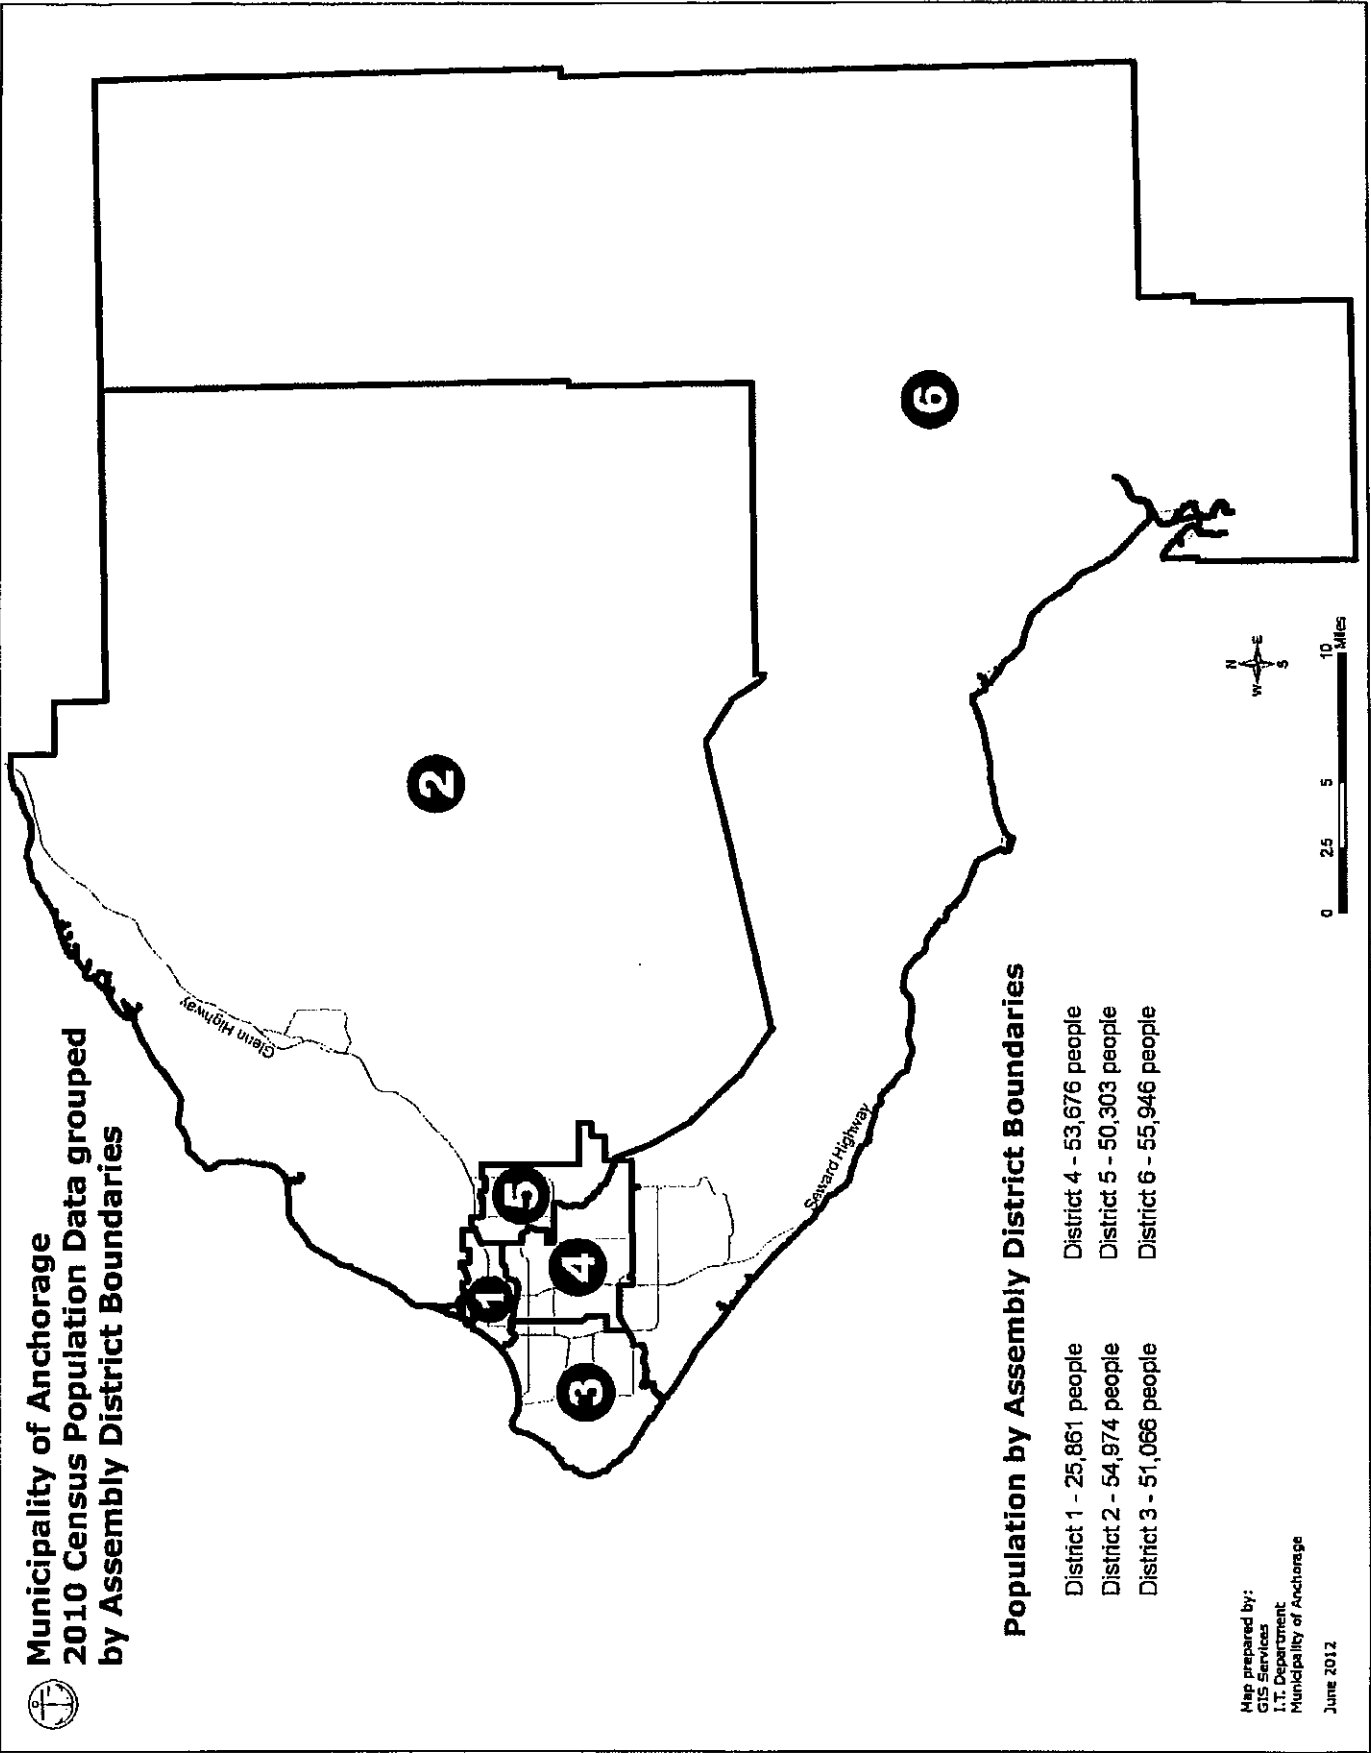 Municipality of Anchorage
2010 Census Population Data grouped
by Assembly District Boundaries
Glenn Highway
2
6
5
1
4
3
Seward Highway
Population by Assembly District Boundaries
District 1 - 25,861 people
District 2 - 54,974 people
District 3 - 51,066 people
District 4 - 53,676 people
District 5 - 50,303 people
District 6 - 55,946 people
N
W E
S
0 2.5 5 10
Miles
Map prepared by:
GIS Services
I.T. Department
Municipality of Anchorage
June 2012